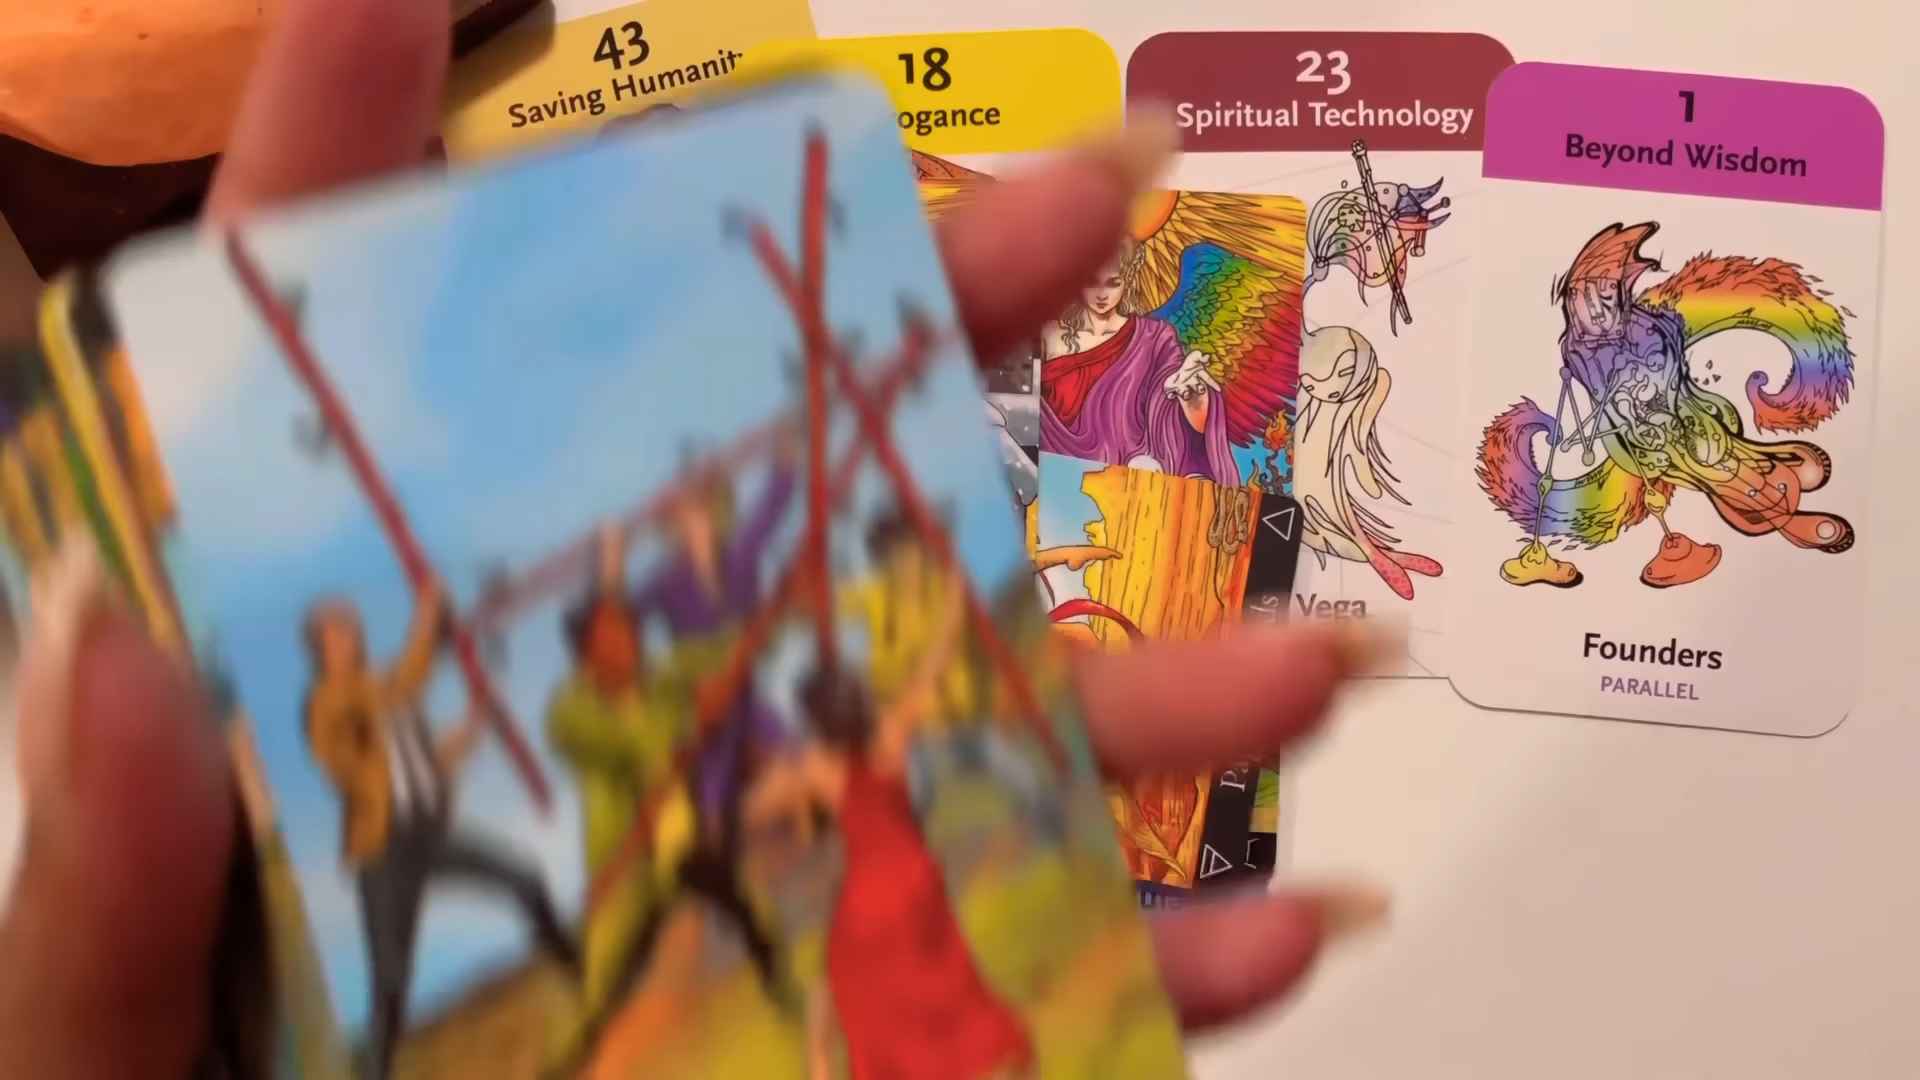 43
Saving Humanit
18
ogance
23
Spiritual Technology
1
Beyond Wisdom
Vega
Founders
PARALLEL